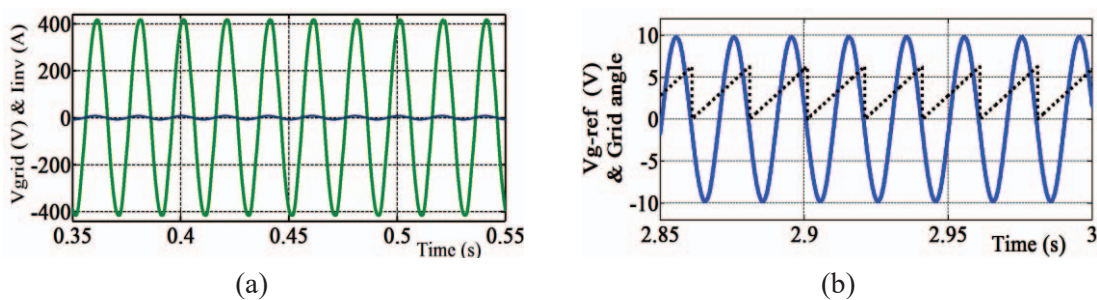 Vgrid (V) & Iinv (A)
400
200
0
-200
-400
0.35
0.4
0.45
0.5
0.55
Time (s)
(a)
Vg-ref (V)
& Grid angle
10
5
0
-5
-10
2.85
2.9
2.95
3
Time (s)
(b)